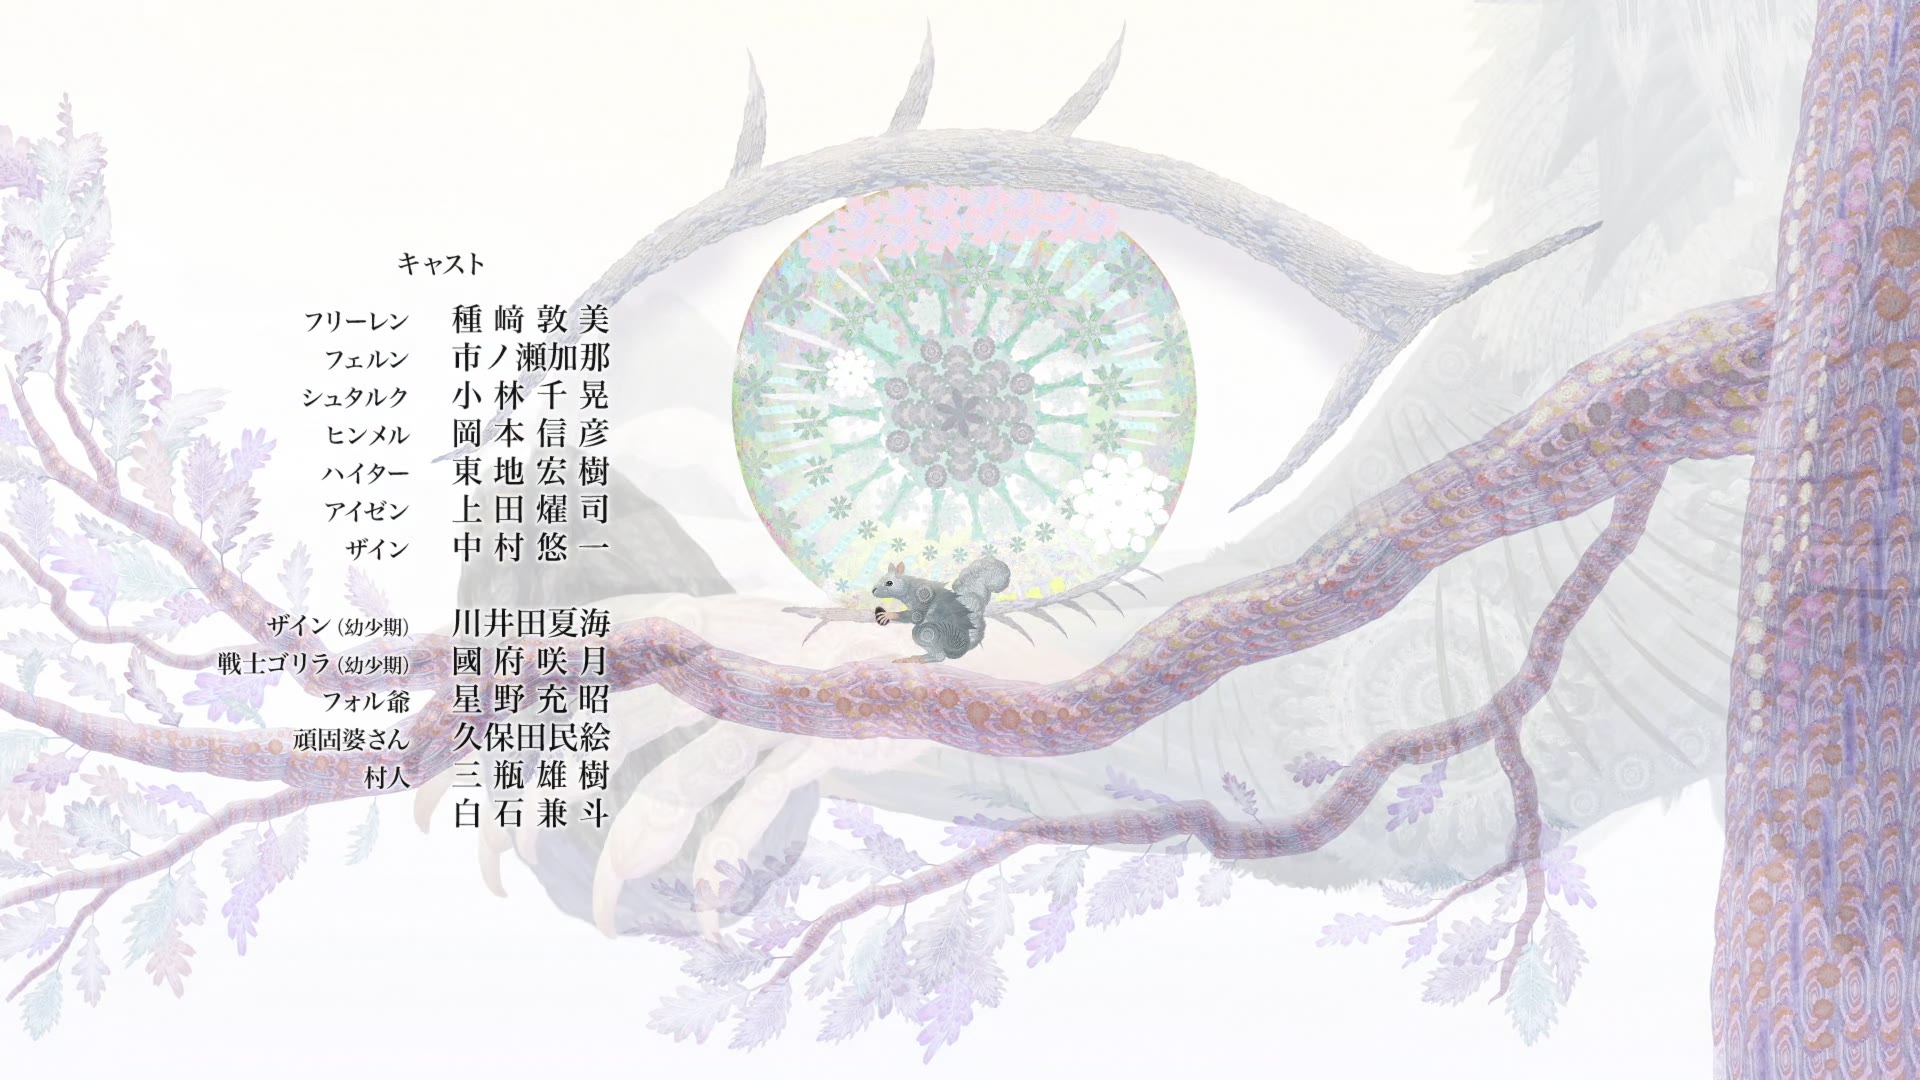 キャスト
フリーレン 種﨑敦美
フェルン 市ノ瀬加那
シュタルク 小林千晃
ヒンメル 岡本信彦
ハイター 東地宏樹
アイゼン 上田燿司
ザイン 中村悠一
ザイン(幼少期) 川井田夏海
戦士ゴリラ(幼少期) 國府咲月
フォル爺 星野充昭
頑固婆さん 久保田民絵
村人 三瓶雄樹
白石兼斗